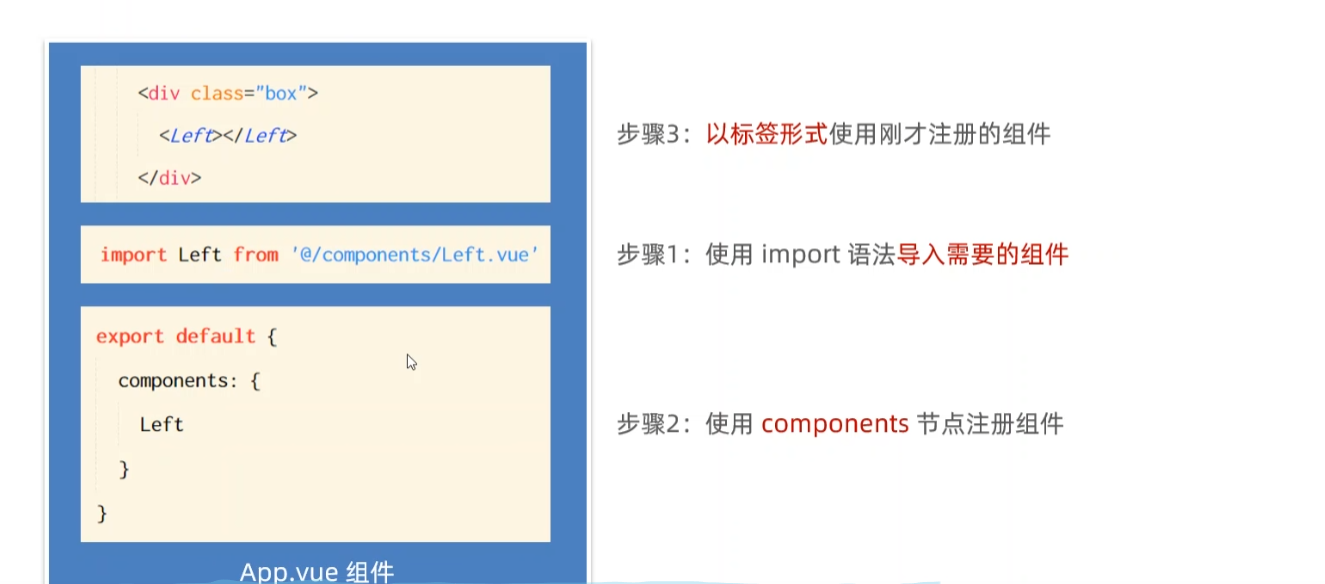 <div class="box">
<Left></Left>
</div>
步骤3：以标签形式使用刚才注册的组件
import Left from '@/components/Left.vue'
步骤1：使用 import 语法导入需要的组件
export default {
components: {
Left
}
}
步骤2：使用 components 节点注册组件
App.vue 组件